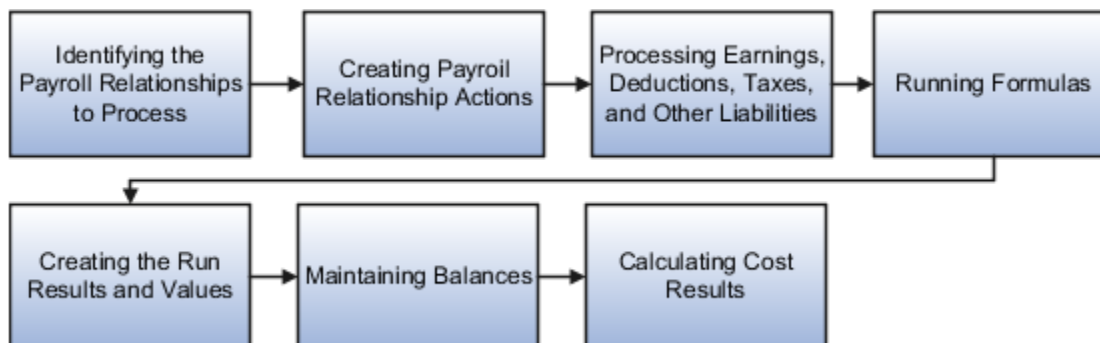 Identifying the
Payroll Relationships
to Process
Creating Payroil
Relationship Actions
Processing Earnings,
Deductions, Taxes,
and Other Liabilities
Running Formulas
Creating the Run
Results and Values
Maintaining Balances
Calculating Cost
Results